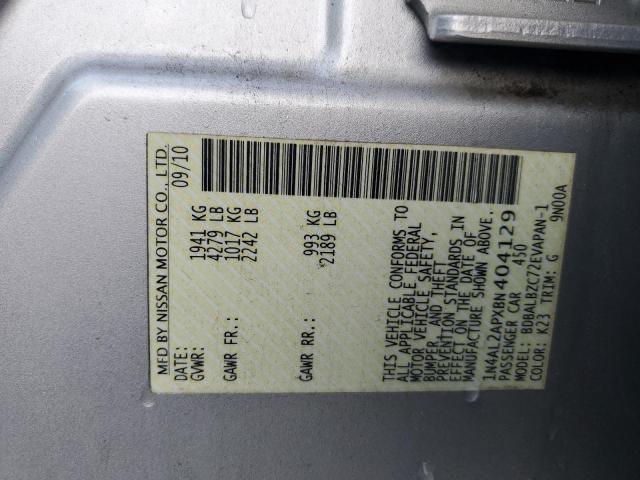 MFD BY NISSAN MOTOR CO., LTD.
DATE: 09/10
GVWR: 1941 KG
4279 LB
GAWR FR: 1017 KG
2242 LB
GAWR RR: 993 KG
2189 LB
THIS VEHICLE CONFORMS TO
ALL APPLICABLE FEDERAL
MOTOR VEHICLE SAFETY,
BUMPER, AND THEFT
PREVENTION STANDARDS IN
EFFECT ON THE DATE OF
MANUFACTURE SHOWN ABOVE.
1N4AL2APXBN404129
PASSENGER CAR 450
MODEL: BDBALBZC72EVAPAN-1
COLOR: K23 TRIM: G 9N00A